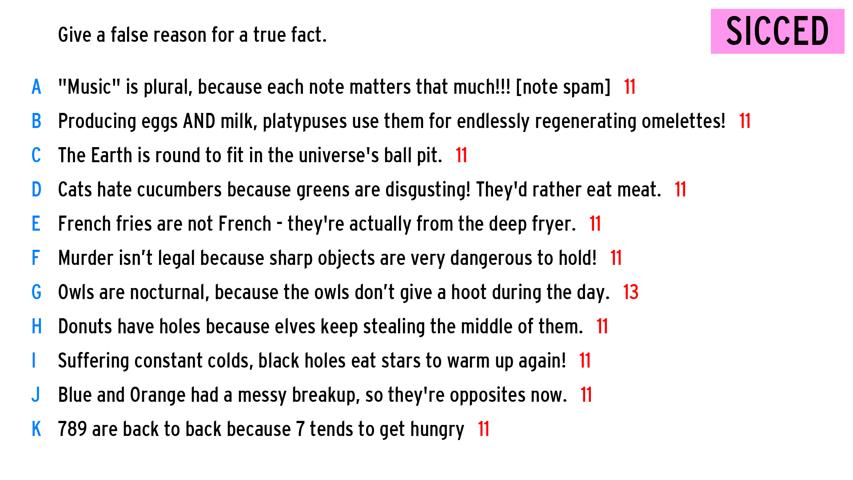 Give a false reason for a true fact.
SICCED
A "Music" is plural, because each note matters that much!!! [note spam] 11
B Producing eggs AND milk, platypuses use them for endlessly regenerating omelettes! 11
C The Earth is round to fit in the universe's ball pit. 11
D Cats hate cucumbers because greens are disgusting! They'd rather eat meat. 11
E French fries are not French - they're actually from the deep fryer. 11
F Murder isn’t legal because sharp objects are very dangerous to hold! 11
G Owls are nocturnal, because the owls don’t give a hoot during the day. 13
H Donuts have holes because elves keep stealing the middle of them. 11
I Suffering constant colds, black holes eat stars to warm up again! 11
J Blue and Orange had a messy breakup, so they're opposites now. 11
K 789 are back to back because 7 tends to get hungry 11